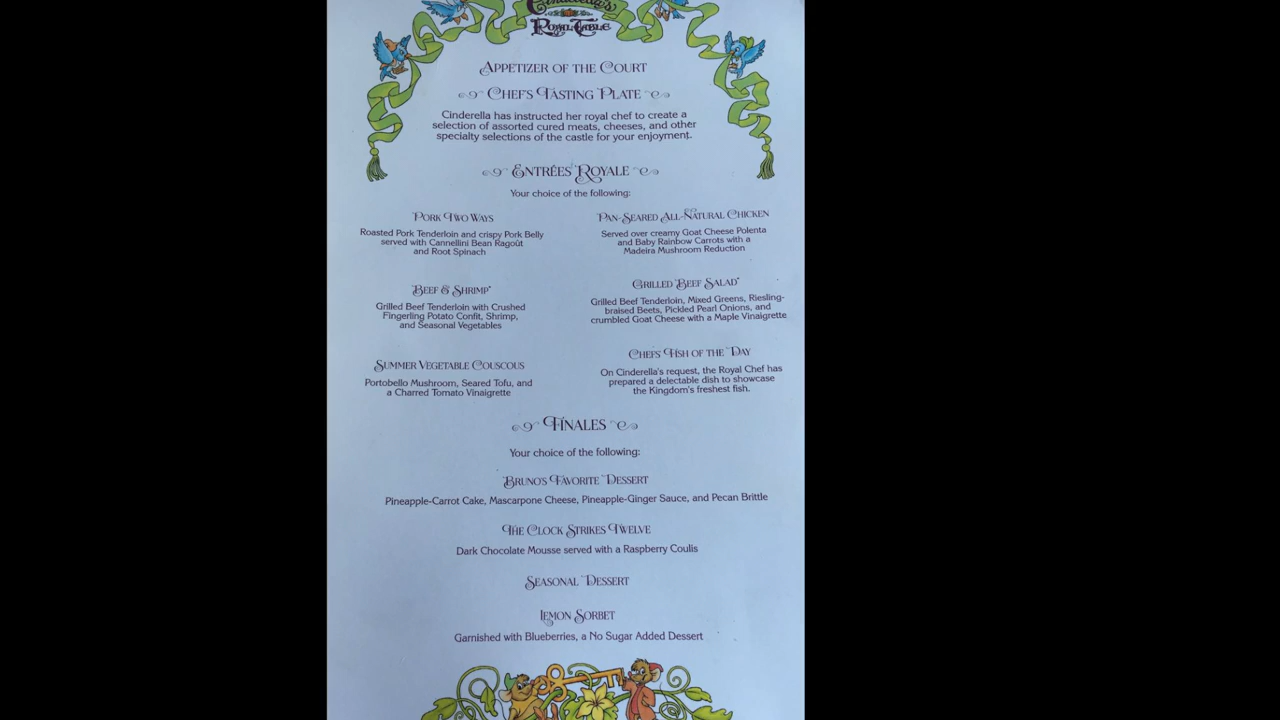 Cinderella's
Royal Table
Appetizer of the Court
Chef's Tasting Plate
Cinderella has instructed her royal chef to create a
selection of assorted cured meats, cheeses, and other
specialty selections of the castle for your enjoyment.
Entrées Royale
Your choice of the following:
Pork Two Ways
Roasted Pork Tenderloin and crispy Pork Belly
served with Cannellini Bean Ragoût
and Root Spinach
Pan-Seared All-Natural Chicken
Served over creamy Goat Cheese Polenta
and Baby Rainbow Carrots with a
Madeira Mushroom Reduction
Beef & Shrimp*
Grilled Beef Tenderloin with Crushed
Fingerling Potato Confit, Shrimp,
and Seasonal Vegetables
Grilled Beef Salad*
Grilled Beef Tenderloin, Mixed Greens, Riesling-
braised Beets, Pickled Pearl Onions, and
crumbled Goat Cheese with a Maple Vinaigrette
Summer Vegetable Couscous
Portobello Mushroom, Seared Tofu, and
a Charred Tomato Vinaigrette
Chef's Fish of the Day
On Cinderella's request, the Royal Chef has
prepared a delectable dish to showcase
the Kingdom's freshest fish.
Finales
Your choice of the following:
Bruno's Favorite Dessert
Pineapple-Carrot Cake, Mascarpone Cheese, Pineapple-Ginger Sauce, and Pecan Brittle
The Clock Strikes Twelve
Dark Chocolate Mousse served with a Raspberry Coulis
Seasonal Dessert
Lemon Sorbet
Garnished with Blueberries, a No Sugar Added Dessert